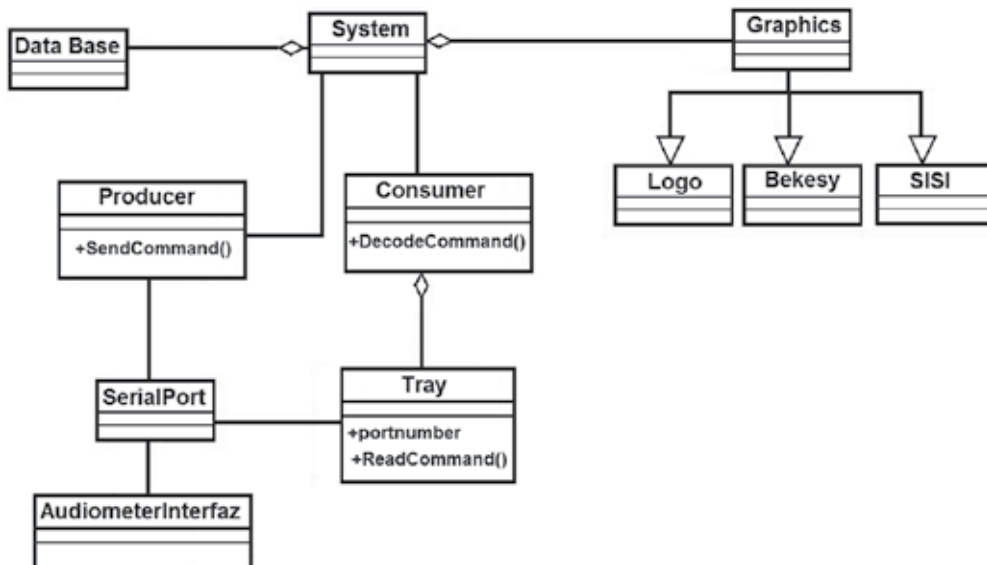 Data Base
System
Graphics
Logo
Bekesy
SISI
Producer
+SendCommand()
Consumer
+DecodeCommand()
SerialPort
Tray
+portnumber
+ReadCommand()
AudiometerInterfaz